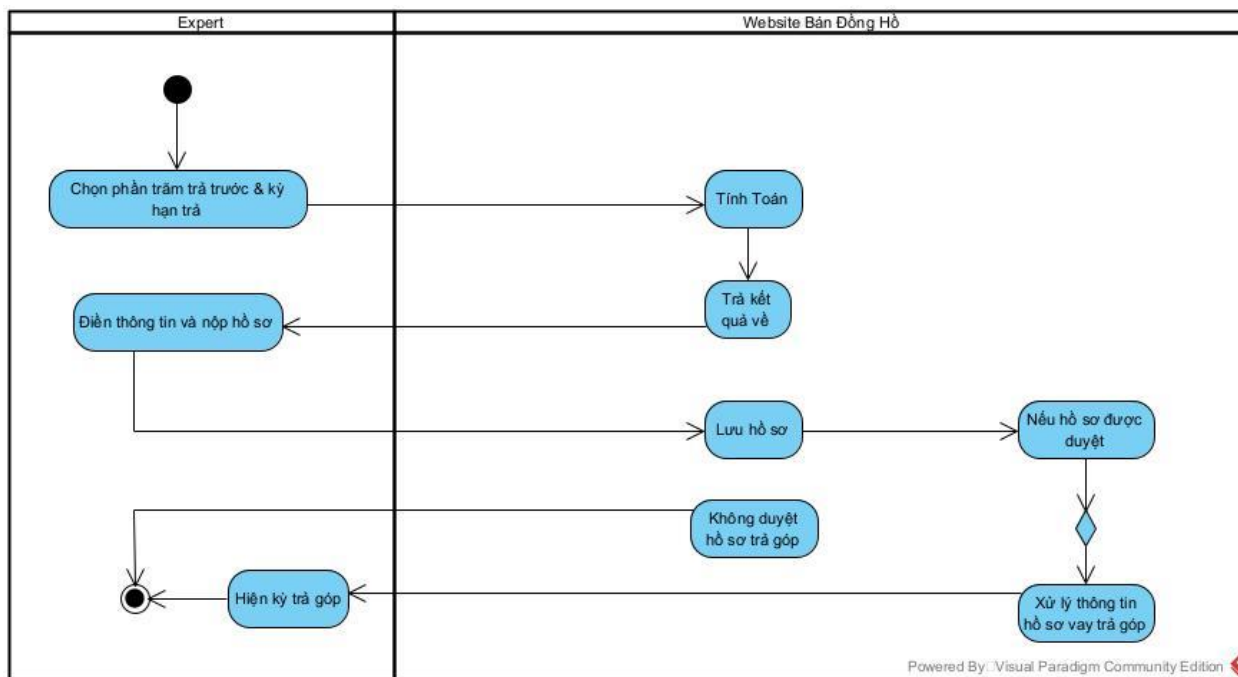 Expert
Website Bán Đồng Hồ
Chọn phần trăm trả trước & kỳ
hạn trả
Tính Toán
Trả kết
quả về
Điền thông tin và nộp hồ sơ
Lưu hồ sơ
Nếu hồ sơ được
duyệt
Không duyệt
hồ sơ trả góp
Hiện kỳ trả góp
Xử lý thông tin
hồ sơ vay trả góp
Powered By Visual Paradigm Community Edition